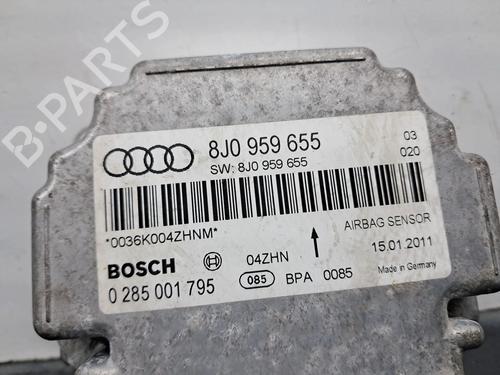 B-PARTS
8J0 959 655
03
SW: 8J0 959 655
020
*0036K004ZHNM*
AIRBAG SENSOR
BOSCH
04ZHN
15.01.2011
0 285 001 795
085
BPA 0085
Made in Germany